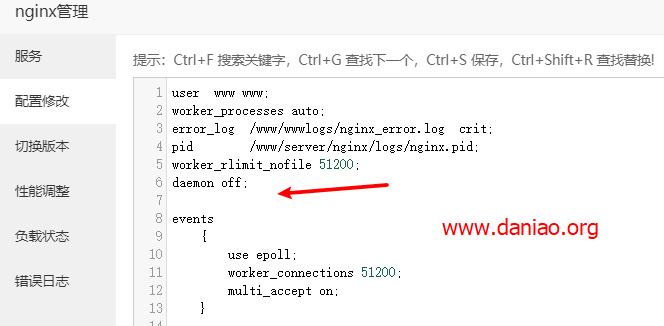 nginx管理
服务
配置修改
切换版本
性能调整
负载状态
错误日志
提示：Ctrl+F 搜索关键字，Ctrl+G 查找下一个，Ctrl+S 保存，Ctrl+Shift+R 查找替换!
1 user  www www;
2 worker_processes auto;
3 error_log  /www/wwwlogs/nginx_error.log  crit;
4 pid        /www/server/nginx/logs/nginx.pid;
5 worker_rlimit_nofile 51200;
6 daemon off;
7
8 events
9     {
10         use epoll;
11         worker_connections 51200;
12         multi_accept on;
13     }
14
www.daniao.org